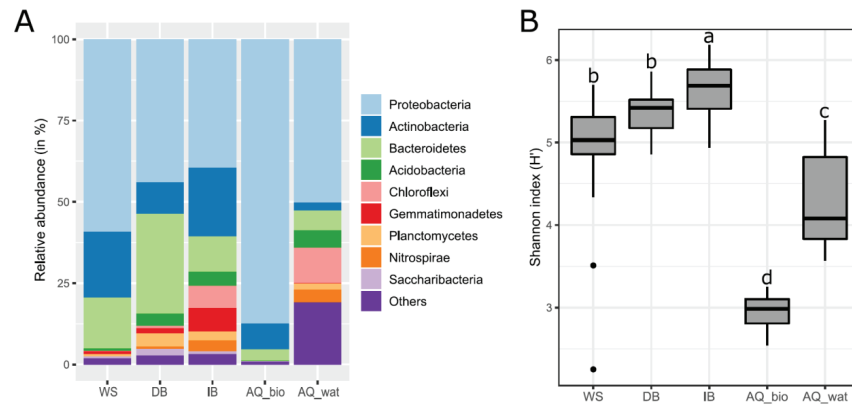 A
Relative abundance (in %)
100
75
50
25
0
WS DB IB AQ_bio AQ_wat
Proteobacteria
Actinobacteria
Bacteroidetes
Acidobacteria
Chloroflexi
Gemmatimonadetes
Planctomycetes
Nitrospirae
Saccharibacteria
Others
B
Shannon index (H')
6
5
4
3
b b a d c
WS DB IB AQ_bio AQ_wat